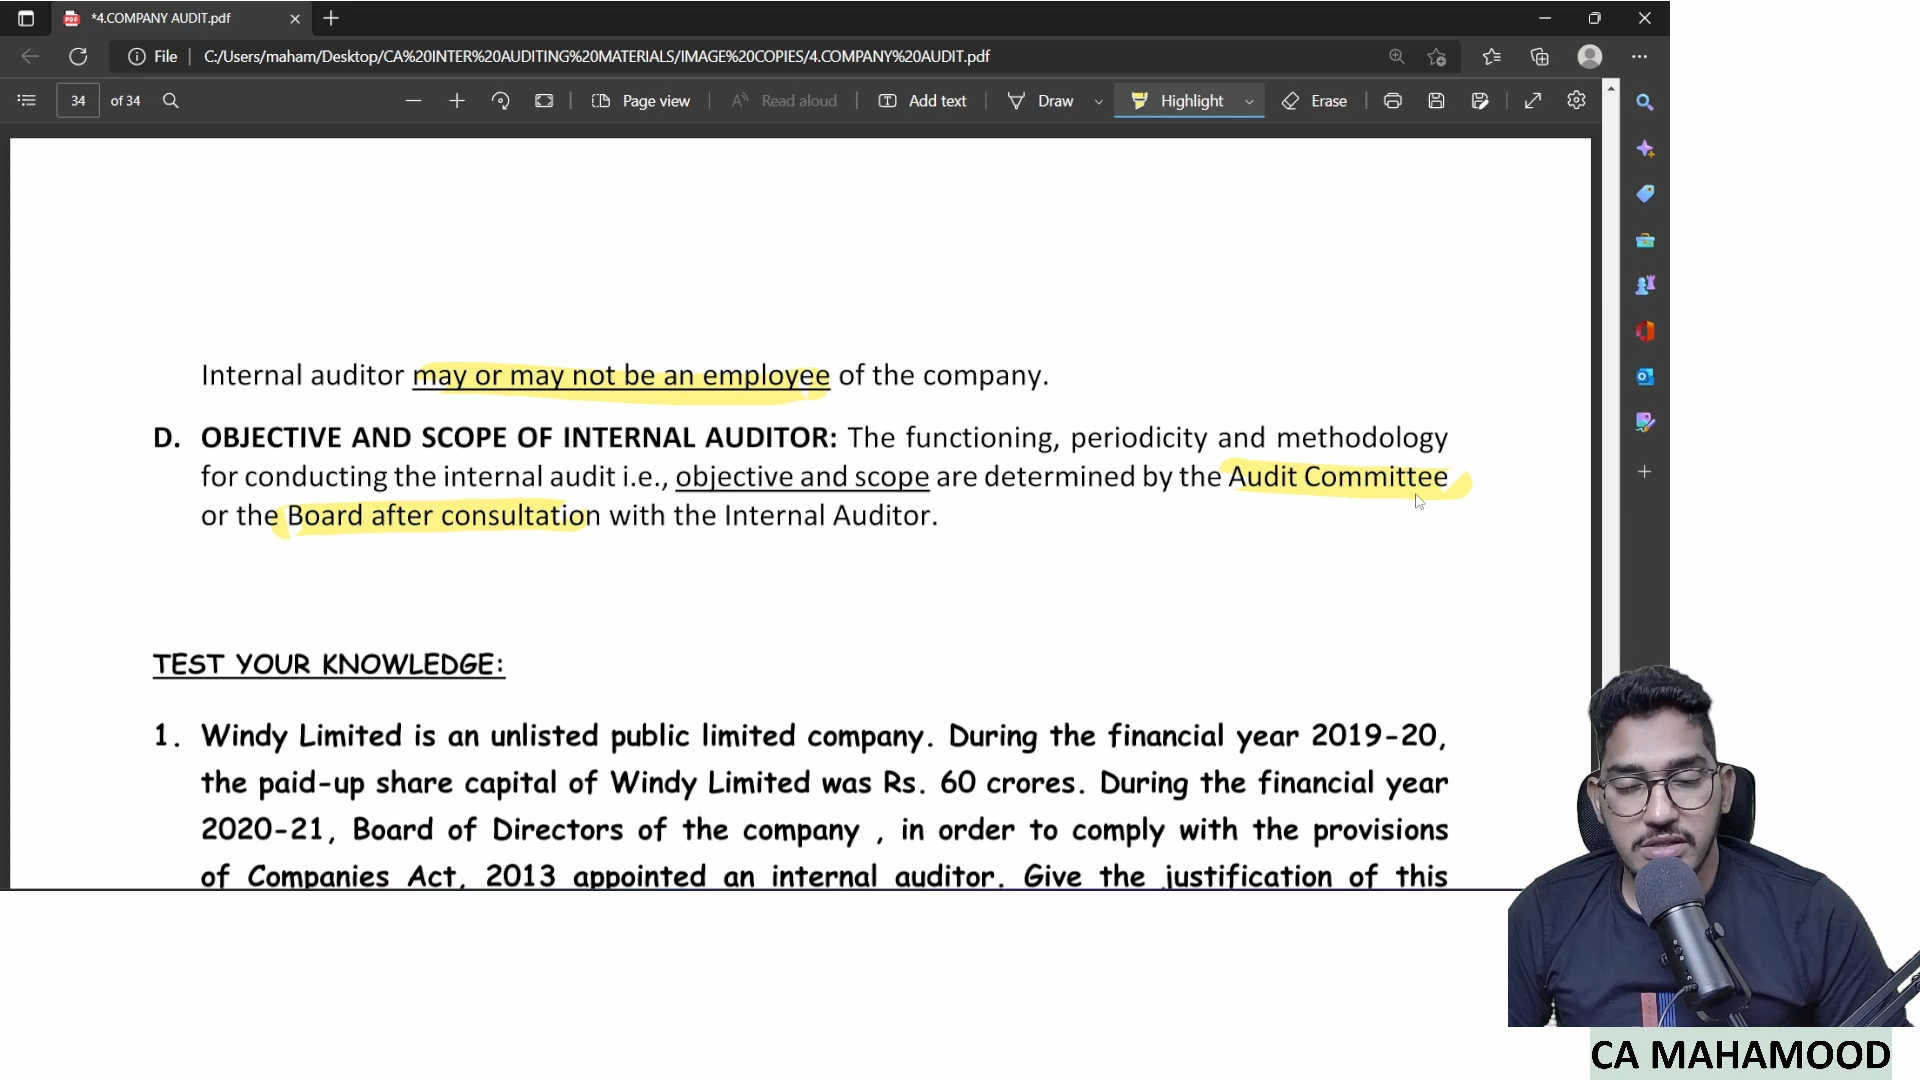 *4.COMPANY AUDIT.pdf
File
C:/Users/maham/Desktop/CA%20INTER%20AUDITING%20MATERIALS/IMAGE%20COPIES/4.COMPANY%20AUDIT.pdf
34 of 34
Page view
Read aloud
Add text
Draw
Highlight
Erase
Internal auditor may or may not be an employee of the company.
D. OBJECTIVE AND SCOPE OF INTERNAL AUDITOR: The functioning, periodicity and methodology
for conducting the internal audit i.e., objective and scope are determined by the Audit Committee
or the Board after consultation with the Internal Auditor.
TEST YOUR KNOWLEDGE:
1. Windy Limited is an unlisted public limited company. During the financial year 2019-20,
the paid-up share capital of Windy Limited was Rs. 60 crores. During the financial year
2020-21, Board of Directors of the company , in order to comply with the provisions
of Companies Act, 2013 appointed an internal auditor. Give the justification of this
CA MAHAMOOD